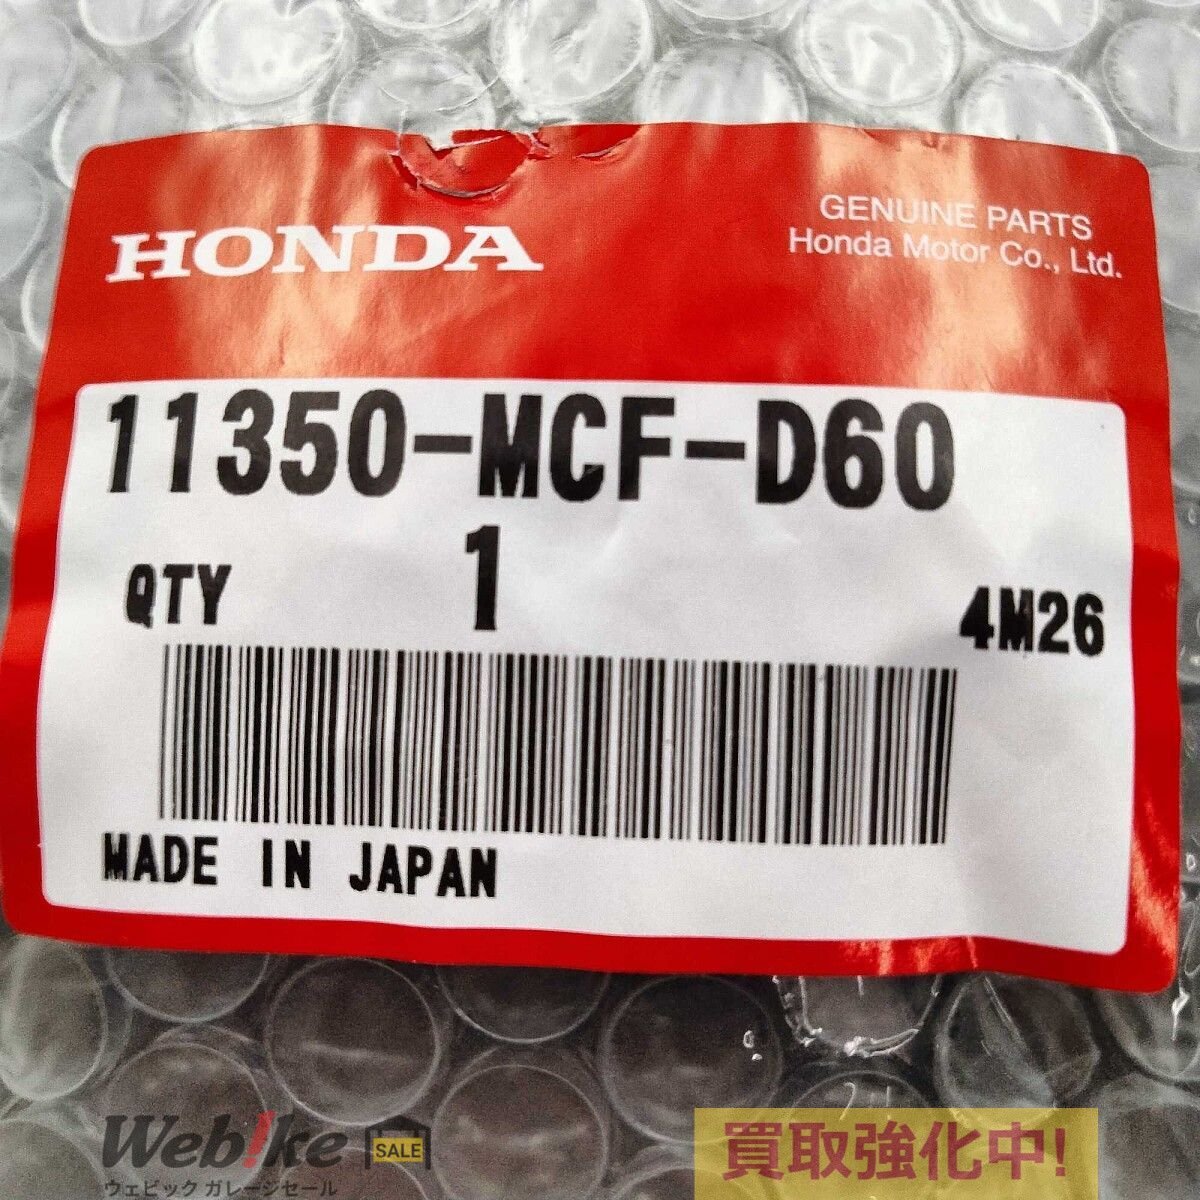 HONDA
GENUINE PARTS
Honda Motor Co., Ltd.
11350-MCF-D60
QTY 1 4M26
MADE IN JAPAN
Web!ke SALE
ウェビック ガレージセール
買取強化中!